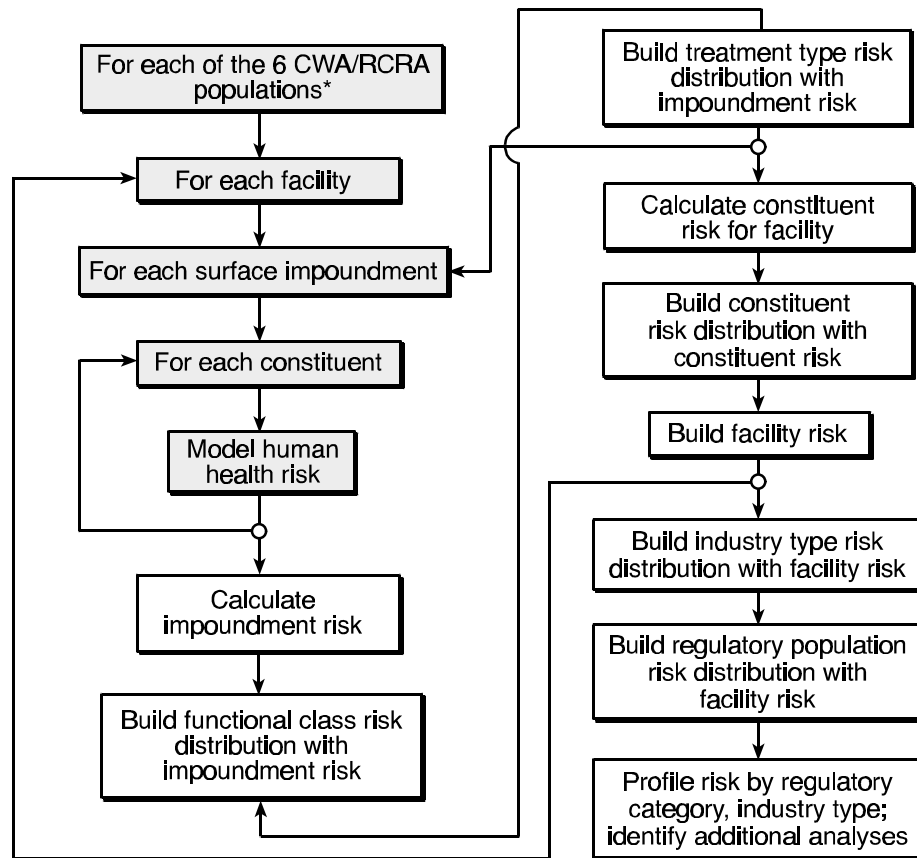 For each of the 6 CWA/RCRA
populations*
For each facility
For each surface impoundment
For each constituent
Model human
health risk
Calculate
impoundment risk
Build functional class risk
distribution with
impoundment risk
Build treatment type risk
distribution with
impoundment risk
Calculate constituent
risk for facility
Build constituent
risk distribution with
constituent risk
Build facility risk
Build industry type risk
distribution with facility risk
Build regulatory population
risk distribution with
facility risk
Profile risk by regulatory
category, industry type;
identify additional analyses